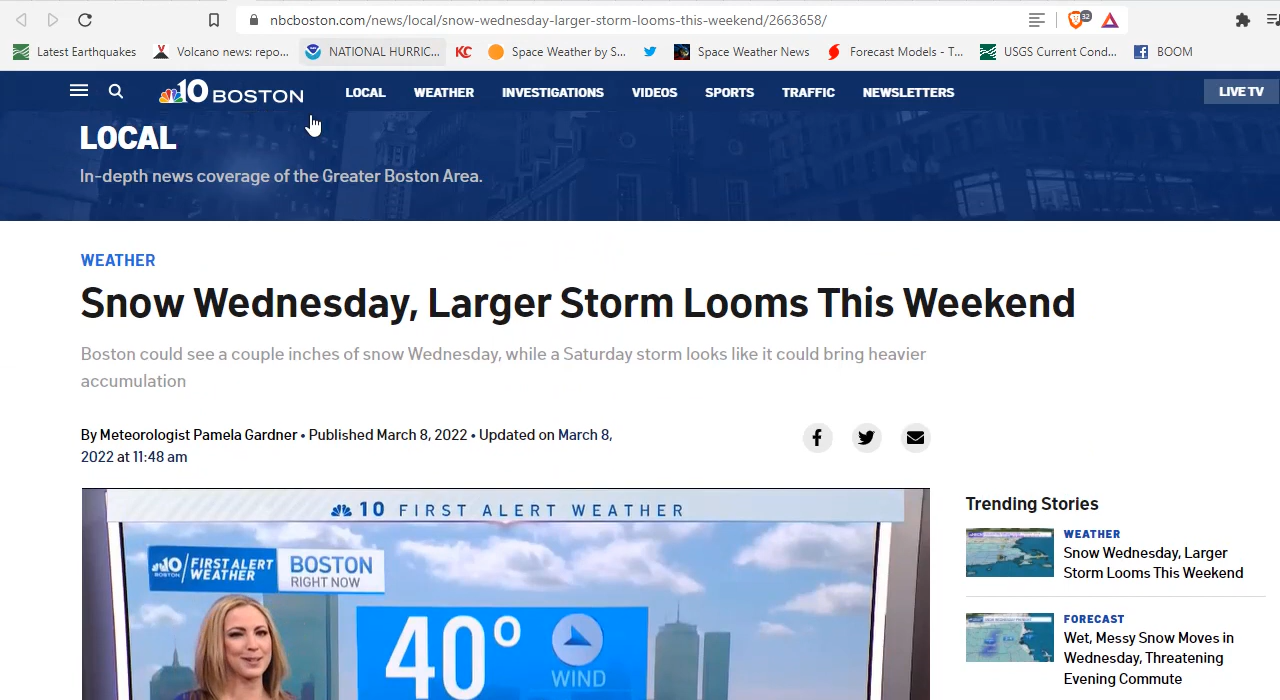 nbcboston.com/news/local/snow-wednesday-larger-storm-looms-this-weekend/2663658/
32
Latest Earthquakes
Volcano news: repo...
NATIONAL HURRIC...
KC
Space Weather by S...
Space Weather News
Forecast Models - T...
USGS Current Cond...
BOOM
10 BOSTON
LOCAL
WEATHER
INVESTIGATIONS
VIDEOS
SPORTS
TRAFFIC
NEWSLETTERS
LIVE TV
LOCAL
In-depth news coverage of the Greater Boston Area.
WEATHER
Snow Wednesday, Larger Storm Looms This Weekend
Boston could see a couple inches of snow Wednesday, while a Saturday storm looks like it could bring heavier
accumulation
By Meteorologist Pamela Gardner • Published March 8, 2022 • Updated on March 8,
2022 at 11:48 am
10 FIRST ALERT WEATHER
10 BOSTON
FIRST ALERT
WEATHER
BOSTON
RIGHT NOW
40°
WIND
Trending Stories
WEATHER
Snow Wednesday, Larger
Storm Looms This Weekend
FORECAST
Wet, Messy Snow Moves in
Wednesday, Threatening
Evening Commute